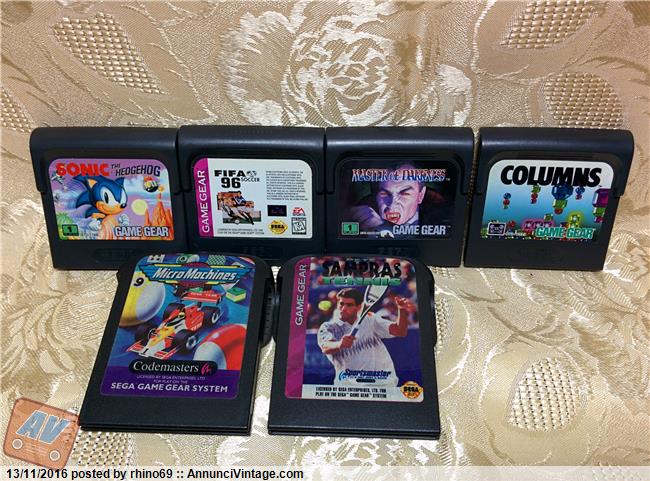 SONIC THE HEDGEHOG
GAME GEAR
GAME GEAR
FIFA SOCCER
96
SEGA
MASTER OF DARKNESS
GAME GEAR
COLUMNS
GAME GEAR
Micro Machines
Codemasters
LICENSED BY SEGA ENTERPRISES LTD
FOR PLAY ON THE
SEGA GAME GEAR SYSTEM
GAME GEAR
SAMPRAS
TENNIS
Sportsmaster
LICENSED BY SEGA ENTERPRISES, LTD. FOR
PLAY ON THE SEGA™ GAME GEAR™ SYSTEM
SEGA
AV
13/11/2016 posted by rhino69 :: AnnunciVintage.com